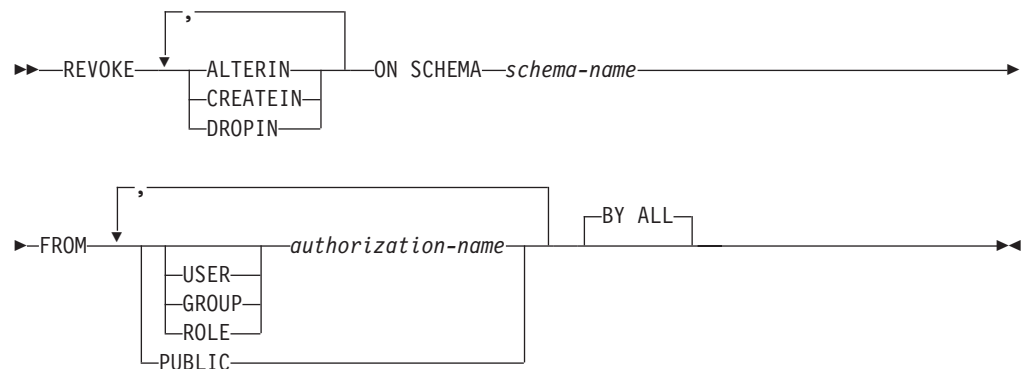 ,
REVOKE ALTERIN ON SCHEMA schema-name
CREATEIN
DROPIN
,
BY ALL
FROM authorization-name
USER
GROUP
ROLE
PUBLIC